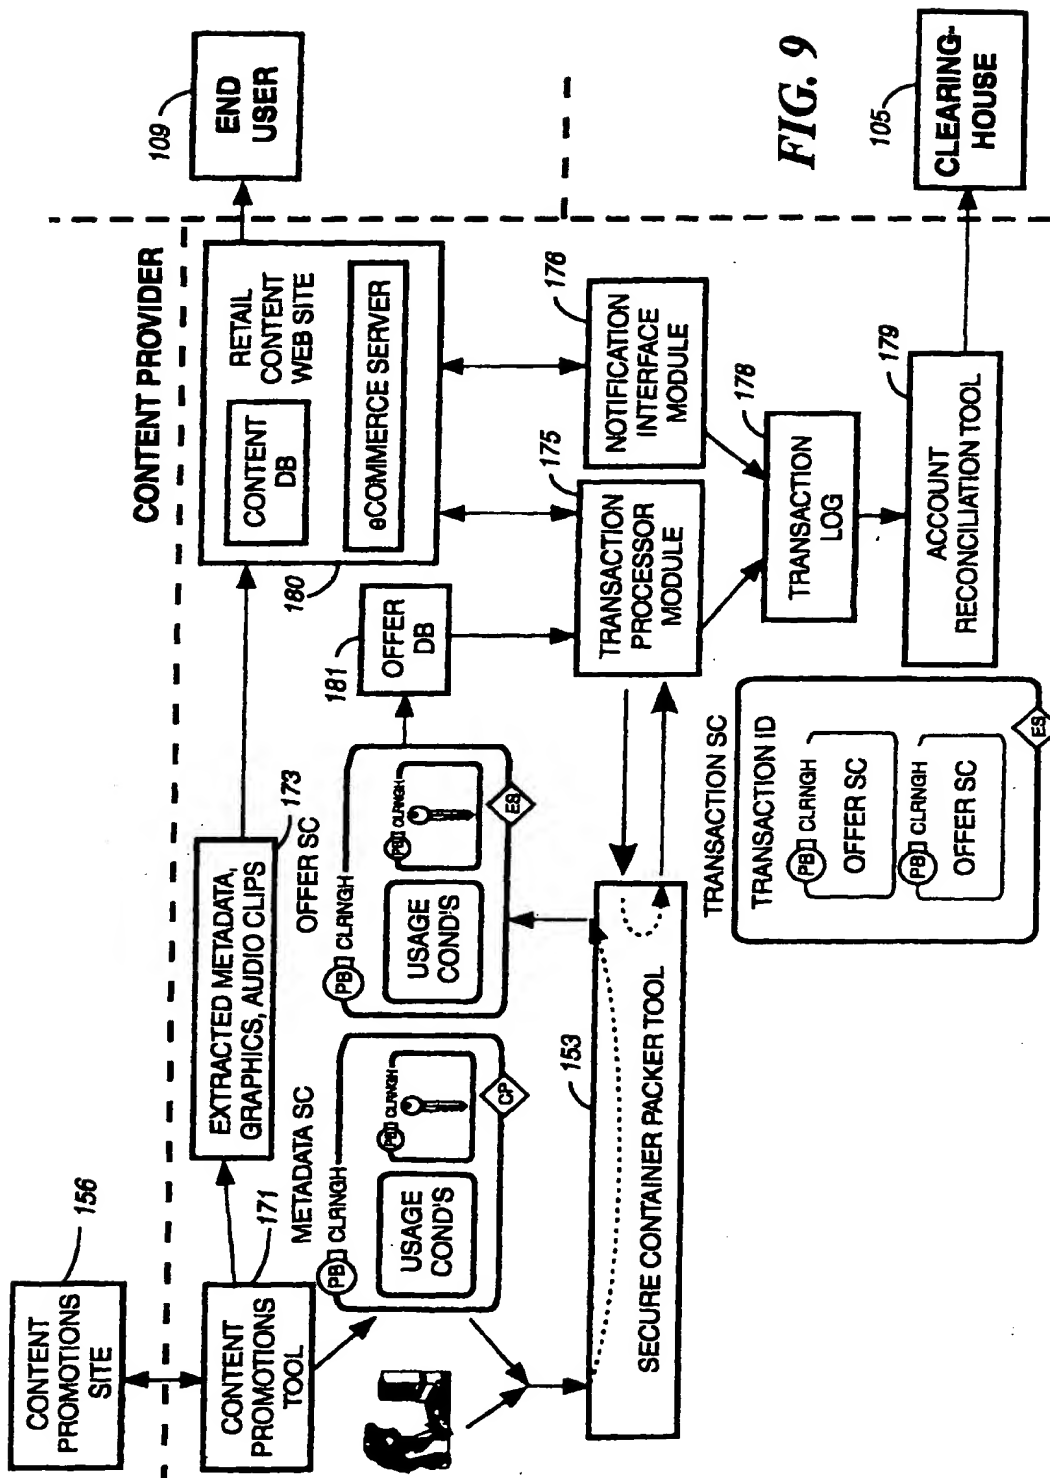 CONTENT
PROMOTIONS
SITE
156
CONTENT PROVIDER
CONTENT
PROMOTIONS
TOOL
171
EXTRACTED METADATA,
GRAPHICS, AUDIO CLIPS
173
RETAIL
CONTENT
WEB SITE
CONTENT
DB
eCOMMERCE SERVER
180
END
USER
109
METADATA SC
PB CLRNGH
USAGE
COND'S
PB CLRNGH
CP
OFFER SC
PB CLRNGH
USAGE
COND'S
PB CLRNGH
ES
OFFER
DB
181
SECURE CONTAINER PACKER TOOL
153
TRANSACTION
PROCESSOR
MODULE
175
NOTIFICATION
INTERFACE
MODULE
176
TRANSACTION SC
TRANSACTION ID
PB CLRNGH
OFFER SC
PB CLRNGH
OFFER SC
ES
TRANSACTION
LOG
178
ACCOUNT
RECONCILIATION TOOL
179
CLEARING-
HOUSE
105
FIG. 9